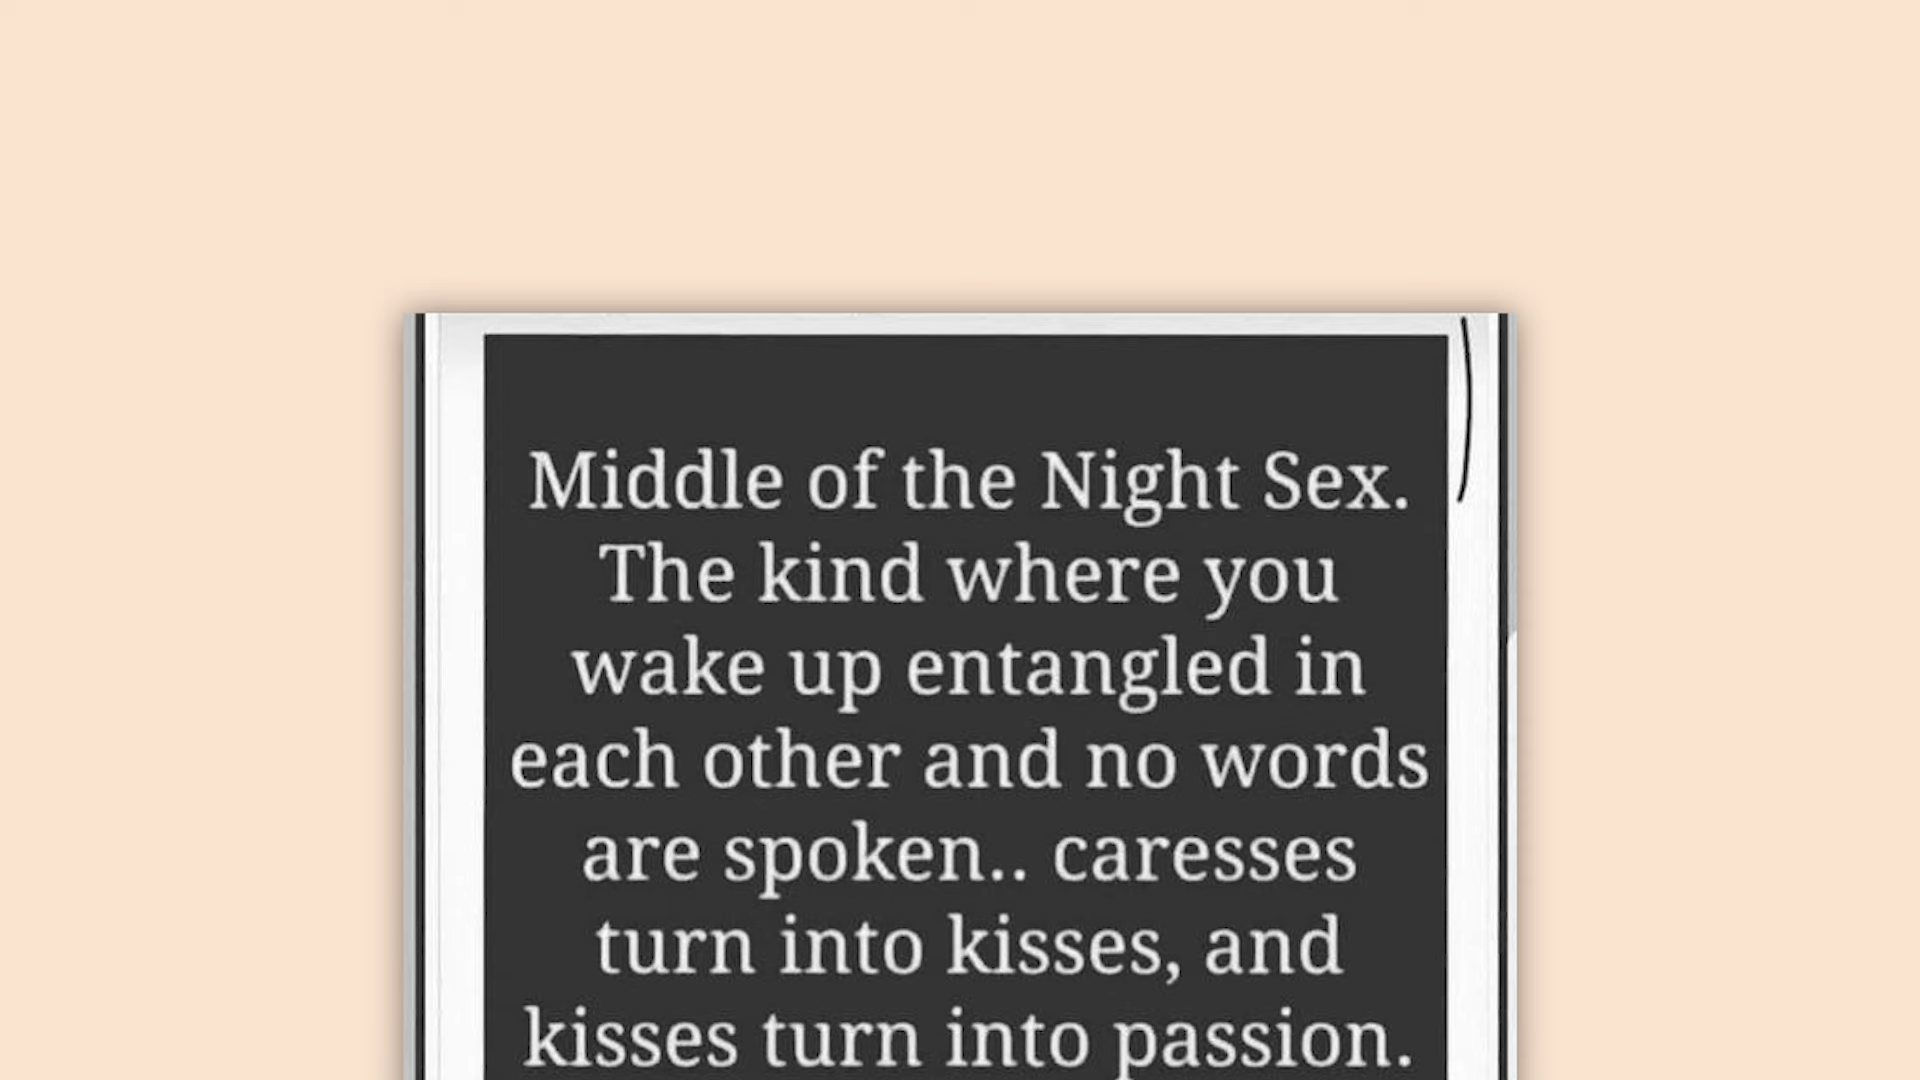 Middle of the Night Sex.
The kind where you
wake up entangled in
each other and no words
are spoken.. caresses
turn into kisses, and
kisses turn into passion.